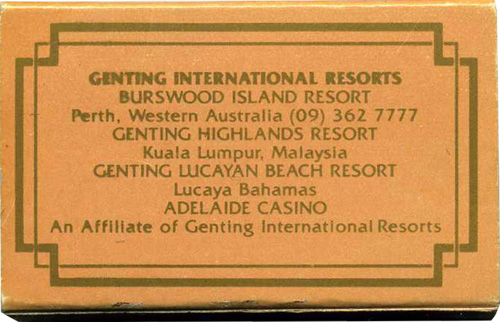 GENTING INTERNATIONAL RESORTS
BURSWOOD ISLAND RESORT
Perth, Western Australia (09) 362 7777
GENTING HIGHLANDS RESORT
Kuala Lumpur, Malaysia
GENTING LUCAYAN BEACH RESORT
Lucaya Bahamas
ADELAIDE CASINO
An Affiliate of Genting International Resorts